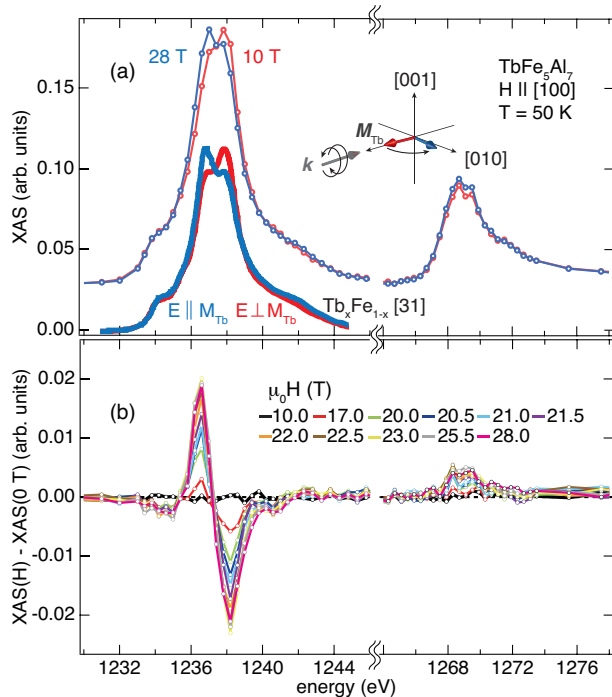 (a)
28 T 10 T
TbFe5Al7
H || [100]
T = 50 K
[001]
MTb
k
[010]
XAS (arb. units)
0.15
0.10
0.05
0.00
E || MTb E⊥MTb
TbxFe1-x [31]
(b)
μ0H (T)
10.0 17.0 20.0 20.5 21.0 21.5
22.0 22.5 23.0 25.5 28.0
XAS(H) - XAS(0 T) (arb. units)
0.02
0.01
0.00
-0.01
-0.02
1232 1236 1240 1244 1268 1272 1276
energy (eV)